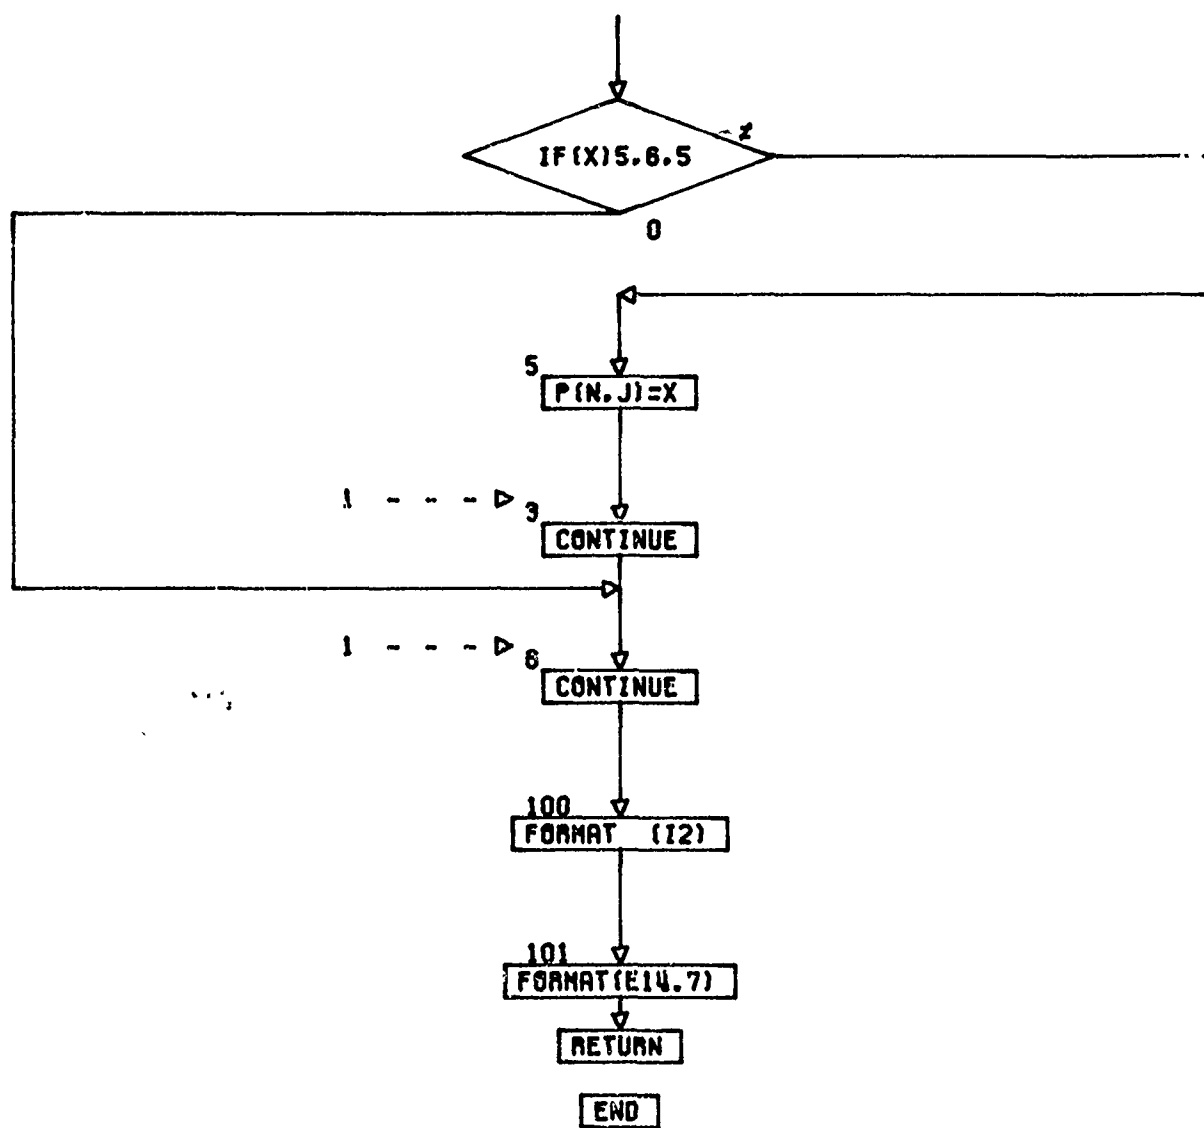 IF(X)5,6,5
0
5
P(N,J)=X
1 - - - 3
CONTINUE
1 - - - 6
CONTINUE
100
FORMAT (I2)
101
FORMAT(E14.7)
RETURN
END